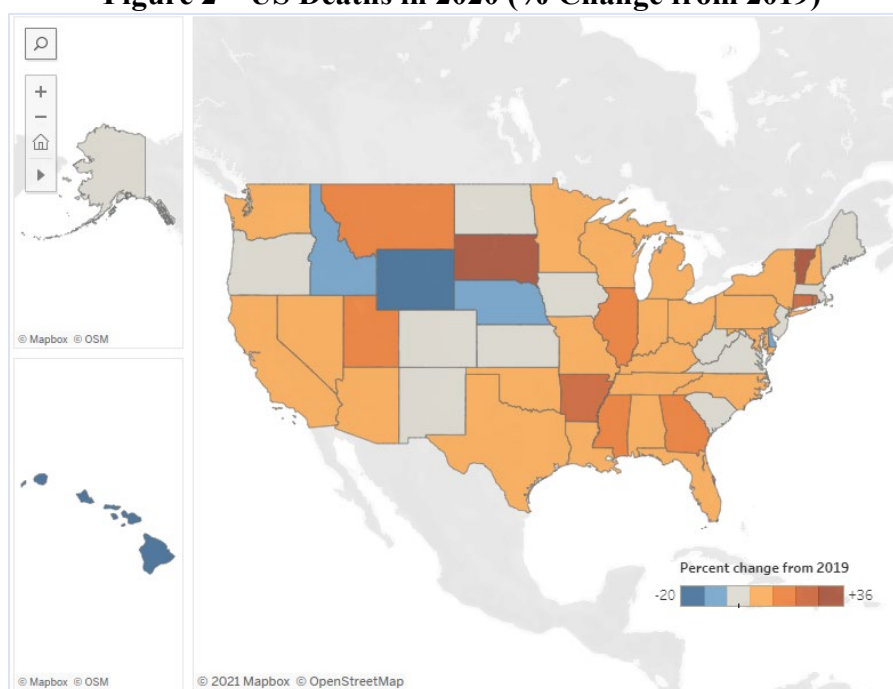 Figure 2 – US Deaths in 2020 (% Change from 2019)
© Mapbox © OSM
Percent change from 2019
-20
+36
© Mapbox © OSM
© 2021 Mapbox © OpenStreetMap